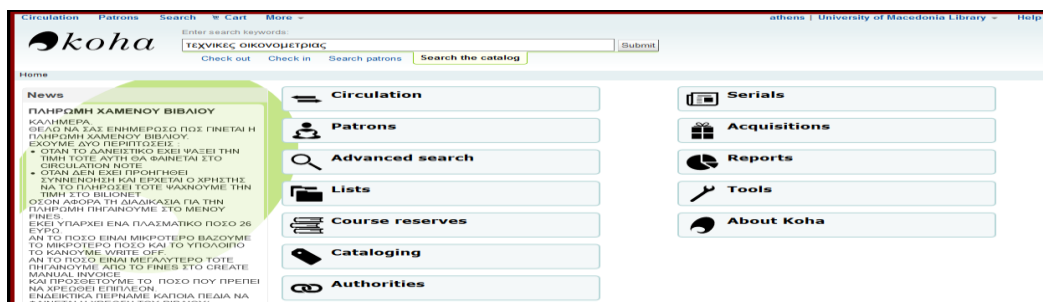 Circulation Patrons Search Cart More
athens | University of Macedonia Library Help
koha
Enter search keywords:
τεχνικες οικονομετριας
Submit
Check out Check in Search patrons Search the catalog
Home
News
ΠΛΗΡΩΜΗ ΧΑΜΕΝΟΥ ΒΙΒΛΙΟΥ
ΚΑΛΗΜΕΡΑ.
ΘΕΛΩ ΝΑ ΣΑΣ ΕΝΗΜΕΡΩΣΩ ΠΩΣ ΓΙΝΕΤΑΙ Η
ΠΛΗΡΩΜΗ ΧΑΜΕΝΟΥ ΒΙΒΛΙΟΥ.
ΕΧΟΥΜΕ ΔΥΟ ΠΕΡΙΠΤΩΣΕΙΣ :
• ΟΤΑΝ ΤΟ ΔΑΝΕΙΣΤΙΚΟ ΕΧΕΙ ΨΑΞΕΙ ΤΗΝ
ΤΙΜΗ ΤΟΤΕ ΑΥΤΗ ΘΑ ΦΑΙΝΕΤΑΙ ΣΤΟ
CIRCULATION NOTE
• ΟΤΑΝ ΔΕΝ ΕΧΕΙ ΠΡΟΗΓΗΘΕΙ
ΣΥΝΝΕΝΟΗΣΗ ΚΑΙ ΕΡΧΕΤΑΙ Ο ΧΡΗΣΤΗΣ
ΝΑ ΤΟ ΠΛΗΡΩΣΕΙ ΤΟΤΕ ΨΑΧΝΟΥΜΕ ΤΗΝ
ΤΙΜΗ ΣΤΟ BILIONET
ΟΣΟΝ ΑΦΟΡΑ ΤΗ ΔΙΑΔΙΚΑΣΙΑ ΓΙΑ ΤΗΝ
ΠΛΗΡΩΜΗ ΠΗΓΑΙΝΟΥΜΕ ΣΤΟ ΜΕΝΟΥ
FINES.
ΕΚΕΙ ΥΠΑΡΧΕΙ ΕΝΑ ΠΛΑΣΜΑΤΙΚΟ ΠΟΣΟ 26
ΕΥΡΩ.
ΑΝ ΤΟ ΠΟΣΟ ΕΙΝΑΙ ΜΙΚΡΟΤΕΡΟ ΒΑΖΟΥΜΕ
ΤΟ ΜΙΚΡΟΤΕΡΟ ΠΟΣΟ ΚΑΙ ΤΟ ΥΠΟΛΟΙΠΟ
ΤΟ ΚΑΝΟΥΜΕ WRITE OFF.
ΑΝ ΤΟ ΠΟΣΟ ΕΙΝΑΙ ΜΕΓΑΛΥΤΕΡΟ ΤΟΤΕ
ΠΗΓΑΙΝΟΥΜΕ ΑΠΟ ΤΟ FINES ΣΤΟ CREATE
MANUAL INVOICE
ΚΑΙ ΠΡΟΣΘΕΤΟΥΜΕ ΤΟ ΠΟΣΟ ΠΟΥ ΠΡΕΠΕΙ
ΝΑ ΧΡΕΩΘΕΙ ΕΠΙΠΛΕΟΝ.
ΕΝΔΕΙΚΤΙΚΑ ΠΕΡΝΑΜΕ ΚΑΠΟΙΑ ΠΕΔΙΑ ΝΑ
Circulation
Patrons
Advanced search
Lists
Course reserves
Cataloging
Authorities
Serials
Acquisitions
Reports
Tools
About Koha